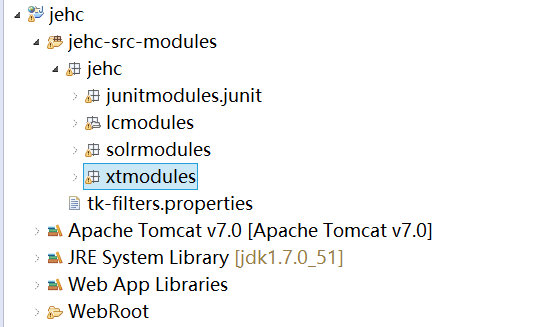 jehc
jehc-src-modules
jehc
junitmodules.junit
lcmodules
solrmodules
xtmodules
tk-filters.properties
Apache Tomcat v7.0 [Apache Tomcat v7.0]
JRE System Library [jdk1.7.0_51]
Web App Libraries
WebRoot